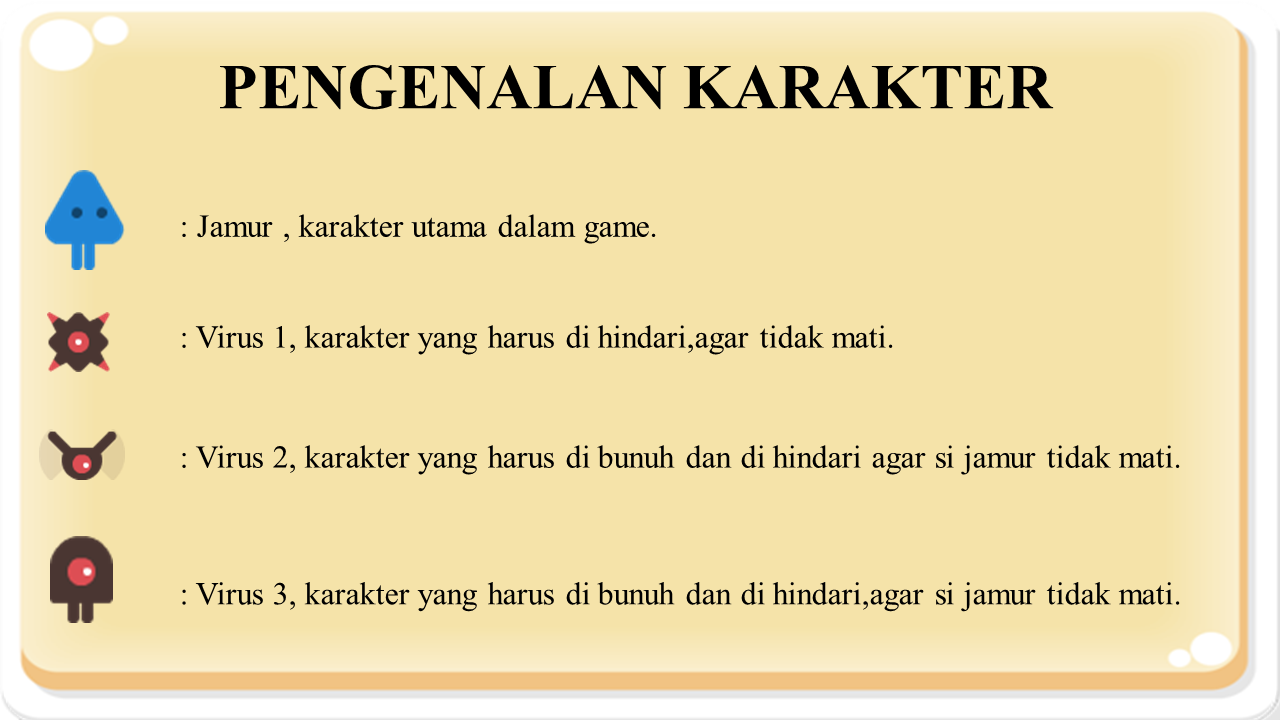 PENGENALAN KARAKTER
: Jamur , karakter utama dalam game.
: Virus 1, karakter yang harus di hindari,agar tidak mati.
: Virus 2, karakter yang harus di bunuh dan di hindari agar si jamur tidak mati.
: Virus 3, karakter yang harus di bunuh dan di hindari,agar si jamur tidak mati.